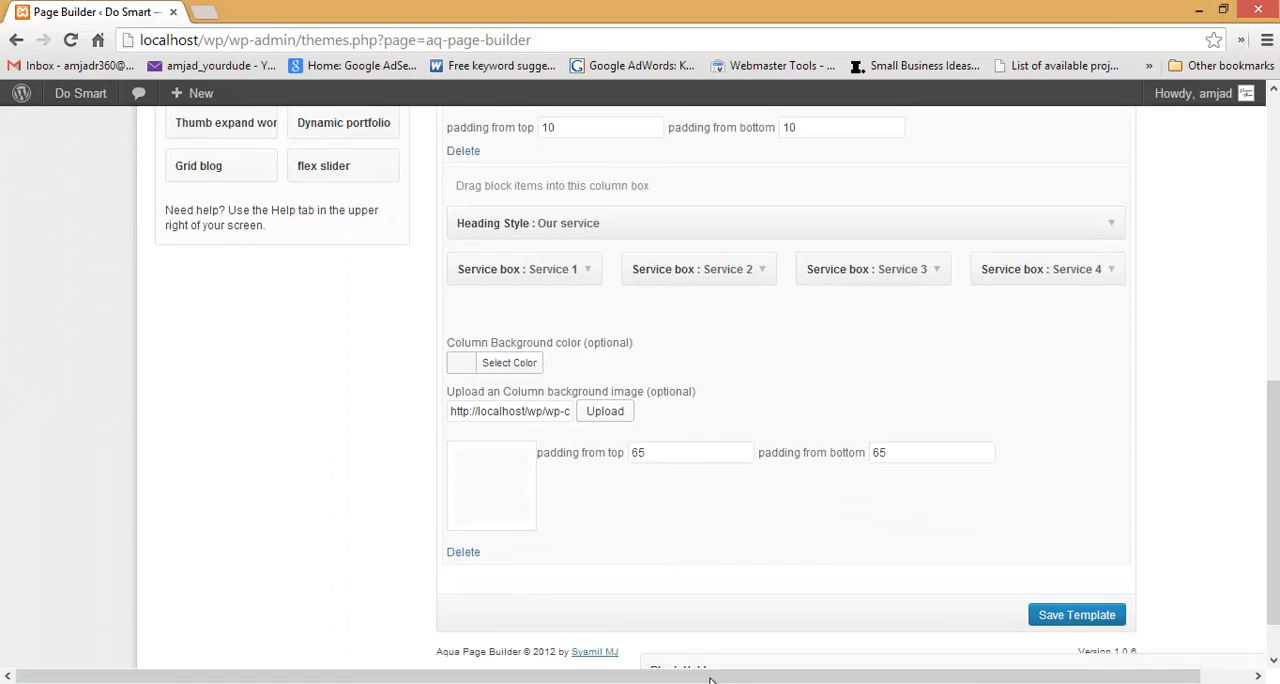 Page Builder ‹ Do Smart —
localhost/wp/wp-admin/themes.php?page=aq-page-builder
Inbox - amjadr360@... amjad_yourdude - Y... Home: Google AdSe... Free keyword sugge... Google AdWords: K... Webmaster Tools - ... Small Business Ideas... List of available proj... » Other bookmarks
Do Smart New Howdy, amjad
Thumb expand wor Dynamic portfolio
Grid blog flex slider
Need help? Use the Help tab in the upper
right of your screen.
padding from top 10 padding from bottom 10
Delete
Drag block items into this column box
Heading Style : Our service
Service box : Service 1 Service box : Service 2 Service box : Service 3 Service box : Service 4
Column Background color (optional)
Select Color
Upload an Column background image (optional)
http://localhost/wp/wp-c Upload
padding from top 65 padding from bottom 65
Delete
Save Template
Aqua Page Builder © 2012 by Syamil MJ Version 1.0.6